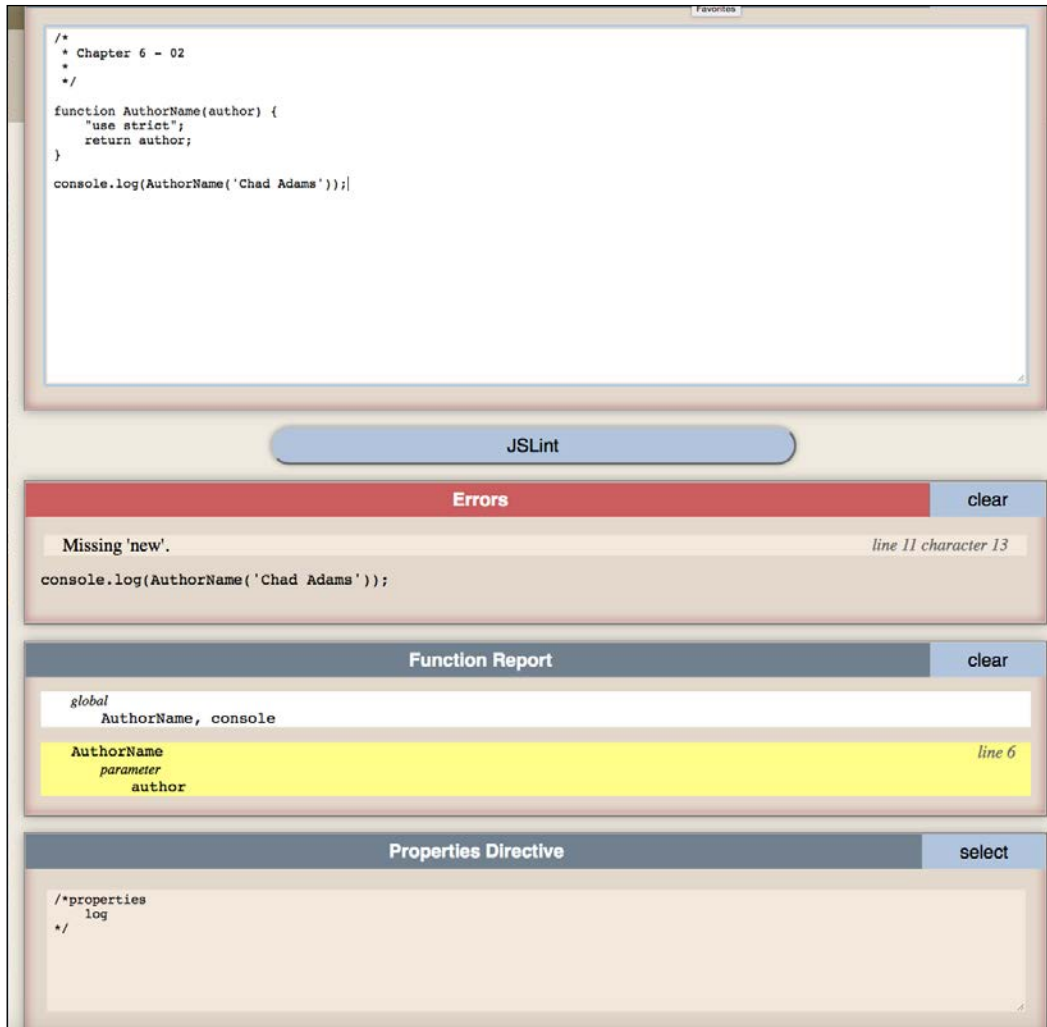 Favorites
/*
 * Chapter 6 - 02
 *
 */
function AuthorName(author) {
    "use strict";
    return author;
}
console.log(AuthorName('Chad Adams'));
JSLint
Errors clear
Missing 'new'. line 11 character 13
console.log(AuthorName('Chad Adams'));
Function Report clear
global
AuthorName, console
AuthorName line 6
parameter
author
Properties Directive select
/*properties
    log
*/